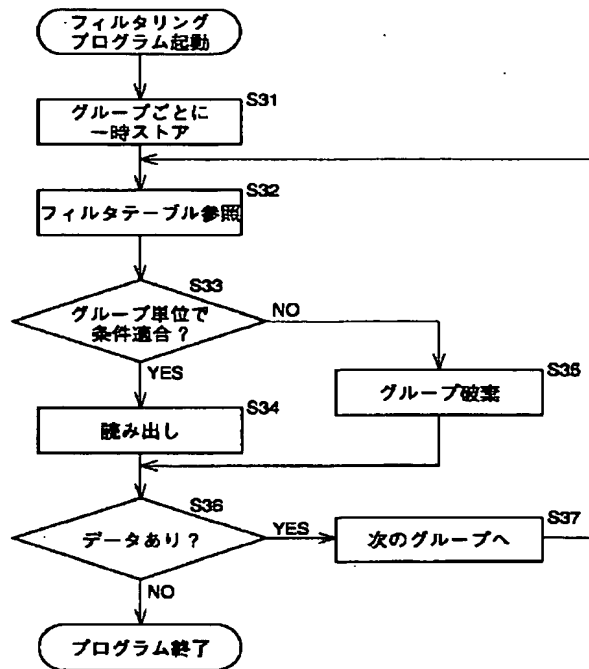 フィルタリング
プログラム起動
S31
グループごとに
一時ストア
S32
フィルタテーブル参照
S33
グループ単位で
条件適合？
NO
YES
S34
読み出し
S35
グループ破棄
S36
データあり？
YES
S37
次のグループへ
NO
プログラム終了